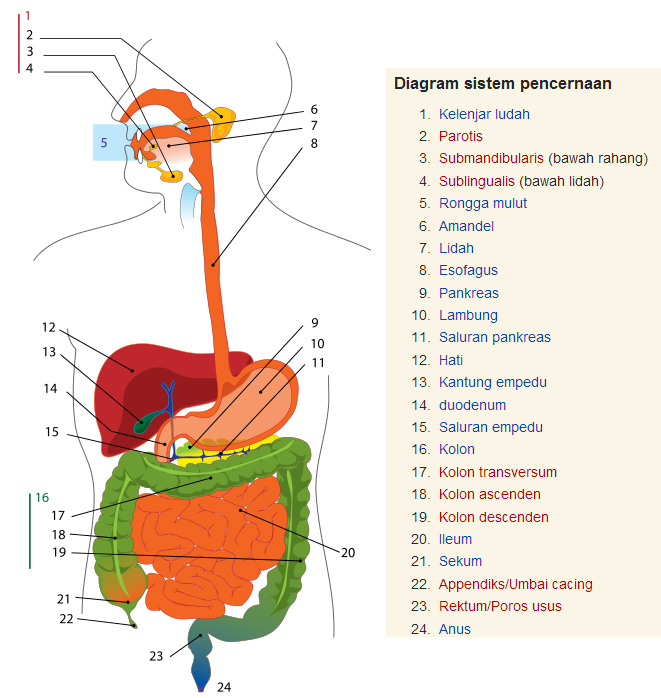 1
2
3
4
5
6
7
8
9
10
11
12
13
14
15
16
17
18
19
20
21
22
23
24
Diagram sistem pencernaan
1. Kelenjar ludah
2. Parotis
3. Submandibularis (bawah rahang)
4. Sublingualis (bawah lidah)
5. Rongga mulut
6. Amandel
7. Lidah
8. Esofagus
9. Pankreas
10. Lambung
11. Saluran pankreas
12. Hati
13. Kantung empedu
14. duodenum
15. Saluran empedu
16. Kolon
17. Kolon transversum
18. Kolon ascenden
19. Kolon descenden
20. Ileum
21. Sekum
22. Appendiks/Umbai cacing
23. Rektum/Poros usus
24. Anus